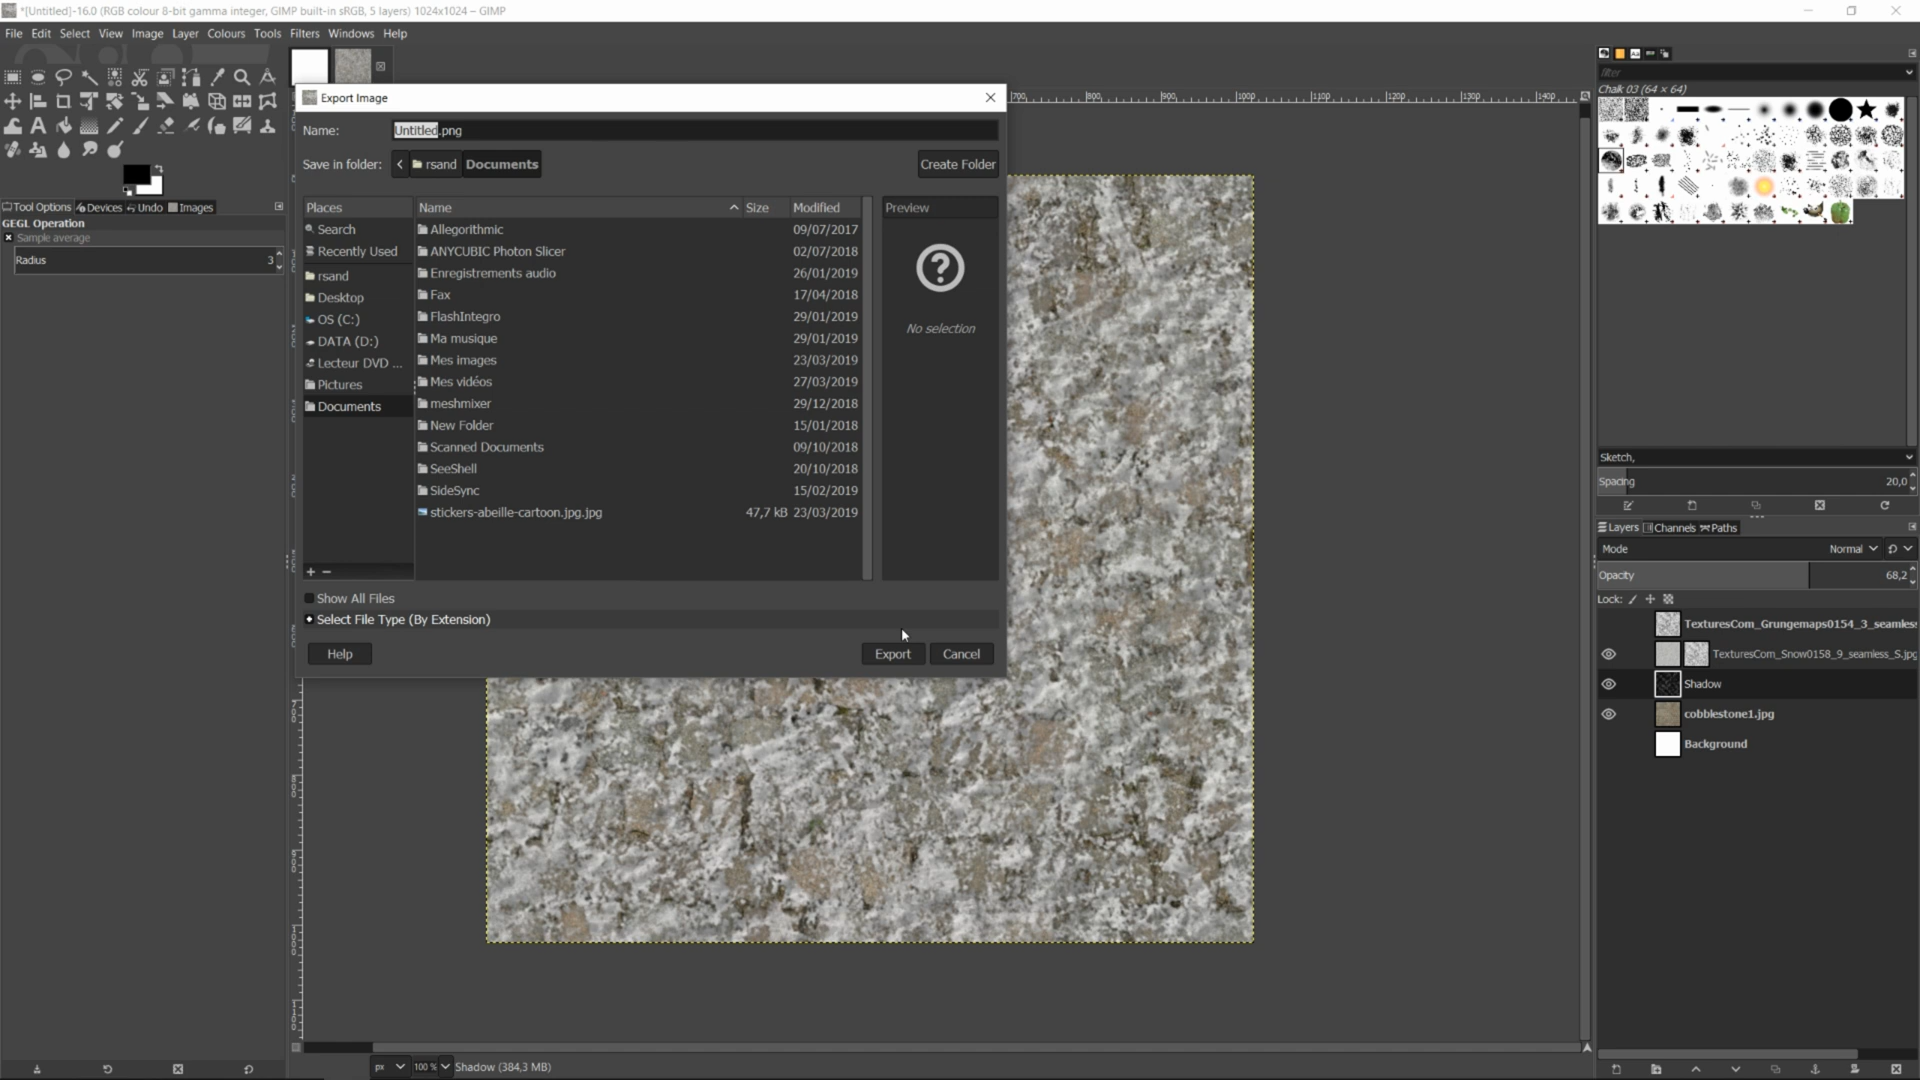 *[Untitled]-16.0 (RGB colour 8-bit gamma integer, GIMP built-in sRGB, 5 layers) 1024x1024 – GIMP
File Edit Select View Image Layer Colours Tools Filters Windows Help
Export Image
Name: Untitled.png
Save in folder: rsand Documents Create Folder
Places Name Size Modified Preview
Search
Recently Used
rsand
Desktop
OS (C:)
DATA (D:)
Lecteur DVD ...
Pictures
Documents
Allegorithmic 09/07/2017
ANYCUBIC Photon Slicer 02/07/2018
Enregistrements audio 26/01/2019
Fax 17/04/2018
FlashIntegro 29/01/2019
Ma musique 29/01/2019
Mes images 23/03/2019
Mes vidéos 27/03/2019
meshmixer 29/12/2018
New Folder 15/01/2018
Scanned Documents 09/10/2018
SeeShell 20/10/2018
SideSync 15/02/2019
stickers-abeille-cartoon.jpg.jpg 47,7 kB 23/03/2019
No selection
Show All Files
Select File Type (By Extension)
Help Export Cancel
Tool Options Devices Undo Images
GEGL Operation
Sample average
Radius 3
700 800 900 1000 1100 1200 1300 1400
filter
Chalk 03 (64 × 64)
Sketch,
Spacing 20,0
Layers Channels Paths
Mode Normal
Opacity 68,2
Lock:
TexturesCom_Grungemaps0154_3_seamless
TexturesCom_Snow0158_9_seamless_S.jpg
Shadow
cobblestone1.jpg
Background
px 100 % Shadow (384,3 MB)